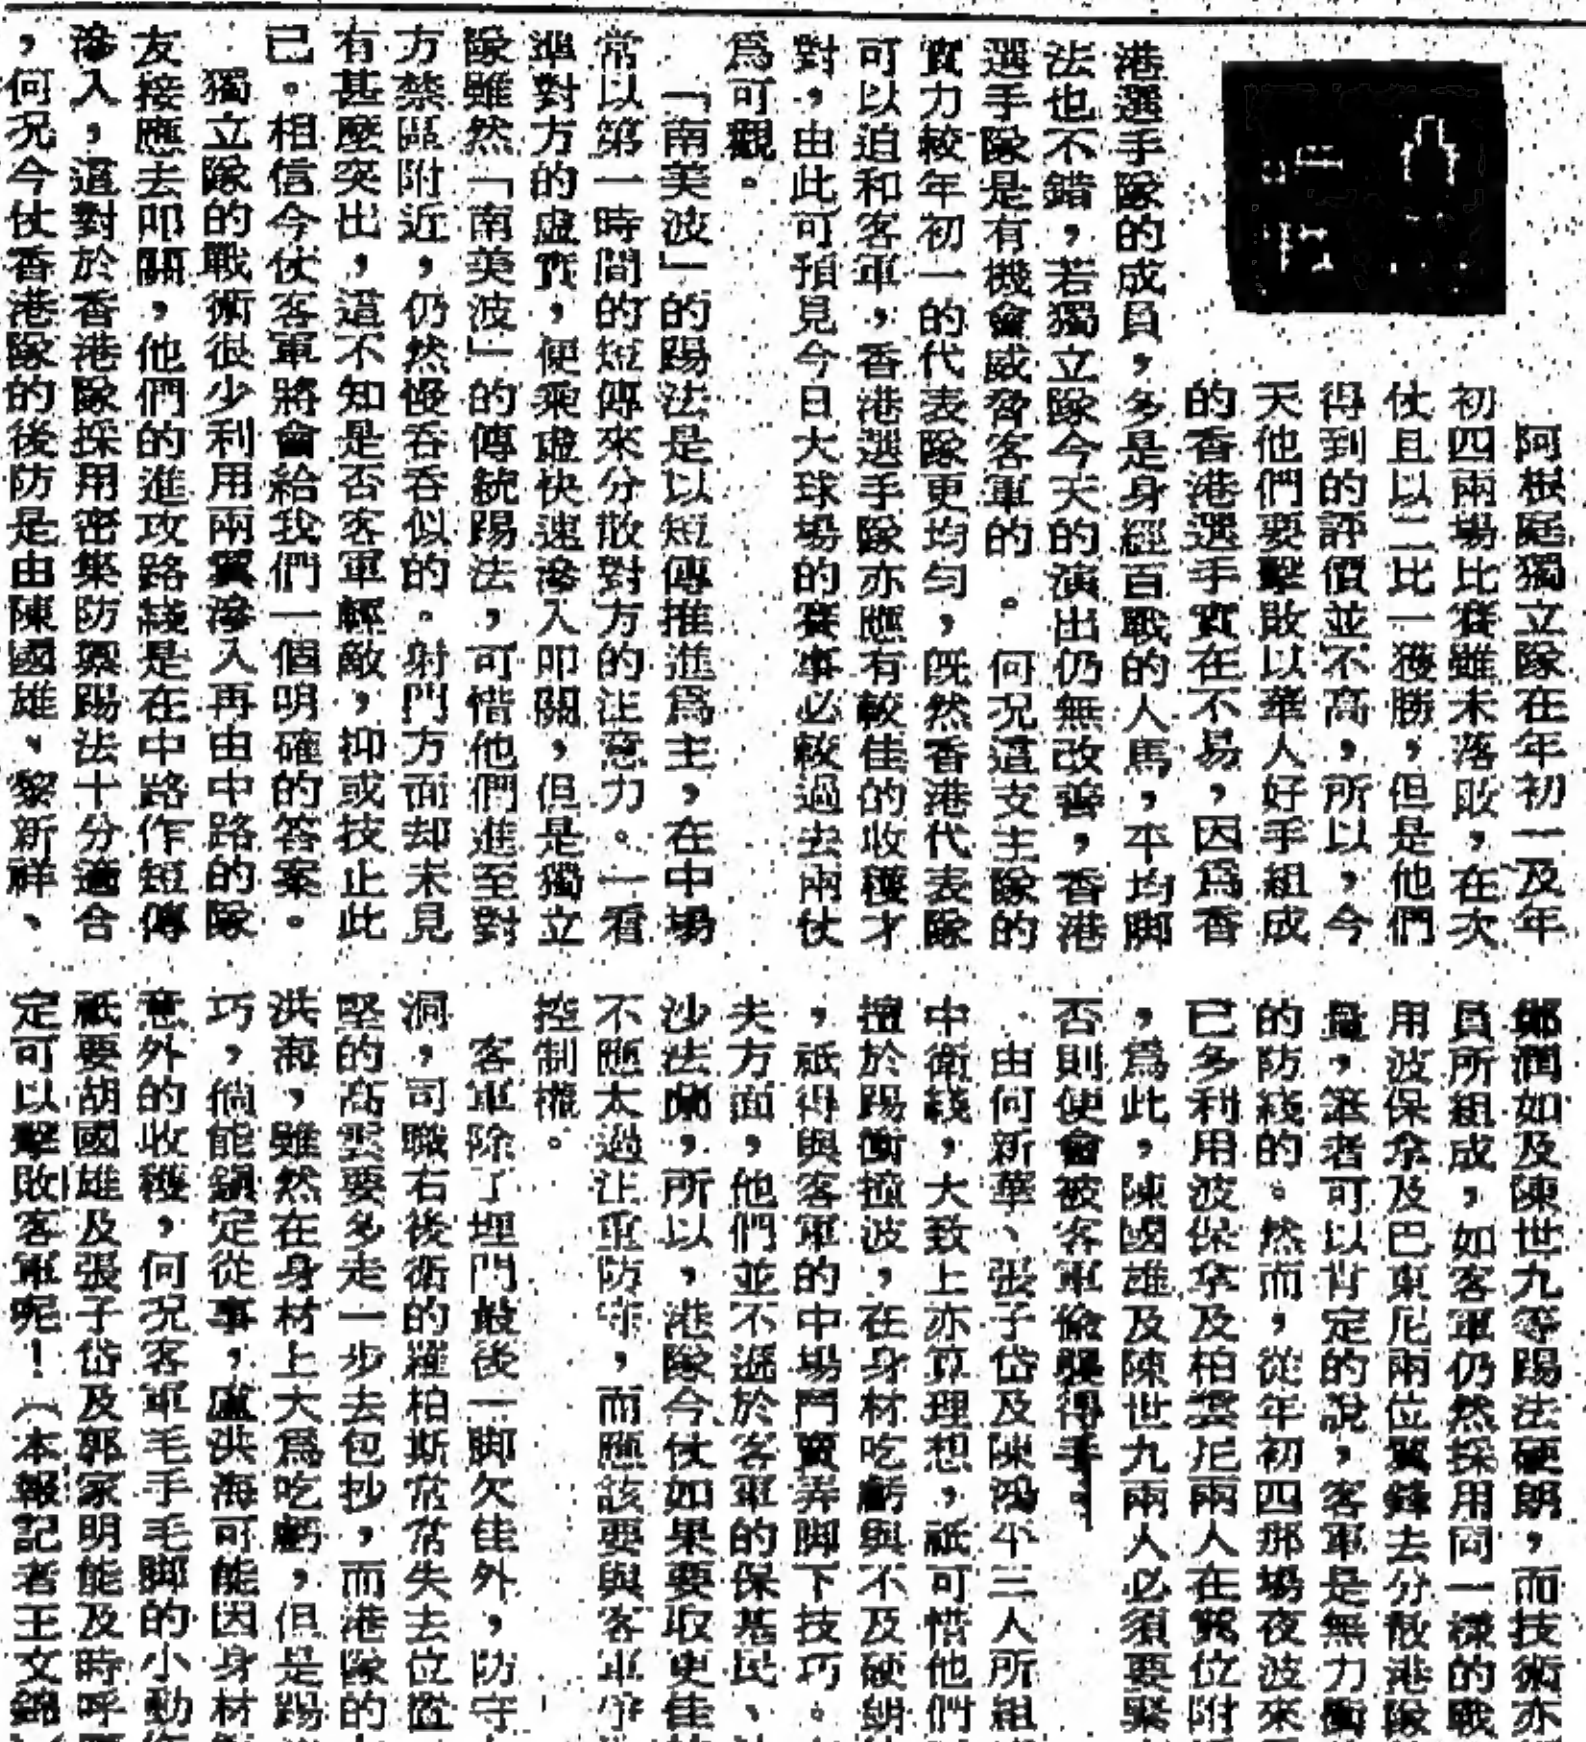 阿根庭獨立隊在年初一及年
初四兩場比賽雖未落敗，在次
仗且以二比一獲勝，但是他們
得到的評價並不高，所以，今
天他們要擊敗以華人好手組成
的香港選手實在不易，因為香
港選手隊的成員，多是身經百戰的人馬，平均脚
法也不錯，若獨立隊今天的演出仍無改善，香港
選手隊是有機會威脅客軍的。何況這支主隊的
實力較年初一的代表隊更均勻，既然香港代表隊
可以迫和客軍，香港選手隊亦應有較佳的收穫才
對，由此可預見今日大球場的賽事必較過去兩仗
為可觀。
「南美波」的踢法是以短傳推進為主，在中場
常以第一時間的短傳來分散對方的注意力。一看
準對方的虛實，便乘虛快速滲入叩關，但是獨立
隊雖然「南美波」的傳統踢法，可惜他們進至對
方禁區附近，仍然慢吞吞似的。射門方面却未見
有甚麼突出，這不知是否客軍輕敵，抑或技止此
已。相信今仗客軍將會給我們一個明確的答案。
獨立隊的戰術很少利用兩翼滲入再由中路的隊
友接應去叩關，他們的進攻路綫是在中路作短傳
滲入，這對於香港隊採用密集防禦踢法十分適合
，何況今仗香港隊的後防是由陳國雄、黎新祥、
鄭潤如及陳世九等踢法硬朗，而技術亦
員所組成，如客軍仍然採用同一樣的戰
用波保拿及巴東尼兩位翼鋒去分散港隊
量，筆者可以肯定的說，客軍是無力衝
的防綫的。然而，從年初四那場夜波來
已多利用波保拿及柏雲尼兩人在翼位附
，為此，陳國雄及陳世九兩人必須要緊
否則便會被客軍偷襲得手。
由何新華、張子岱及陳鴻平三人所組
中衛綫，大致上亦算理想，祇可惜他們
擅於踢衝撞波，在身材吃虧與不及硬朗
，祇得與客軍的中場鬥賣弄脚下技巧。
夫方面，他們並不遜於客軍的保基民、
沙法蘭，所以，港隊今仗如果要取更佳
不應太過注重防守，而應該要與客軍爭
控制權。
客軍除了埋門最後一脚欠佳外，防守
洞，司職右後衛的羅柏斯常常失去位置
堅的高雲要多走一步去包抄，而港隊的
洪海，雖然在身材上大為吃虧，但是踢
巧，倘能鎮定從事，盧洪海可能因身材
意外的收穫，何況客軍毛手毛脚的小動
祇要胡國雄及張子岱及郭家明能及時呼
定可以擊敗客軍呢！（本報記者王文錦